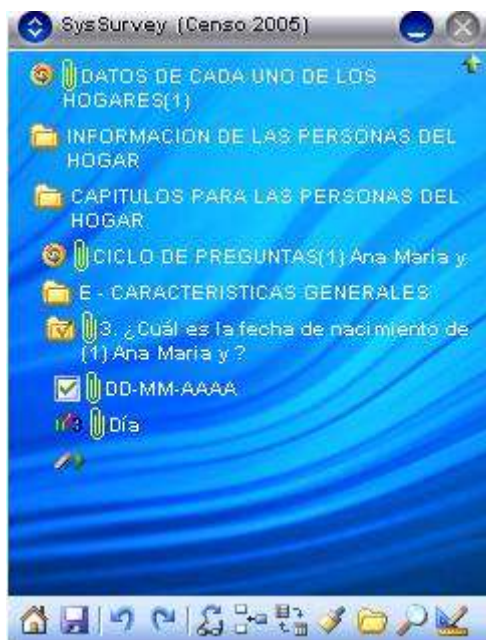 SysSurvey (Censo 2005)
DATOS DE CADA UNO DE LOS
HOGARES(1)
INFORMACION DE LAS PERSONAS DEL
HOGAR
CAPITULOS PARA LAS PERSONAS DEL
HOGAR
CICLO DE PREGUNTAS(1) Ana Maria y
E - CARACTERISTICAS GENERALES
3. ¿Cuál es la fecha de nacimiento de
(1) Ana Maria y ?
DD-MM-AAAA
Día